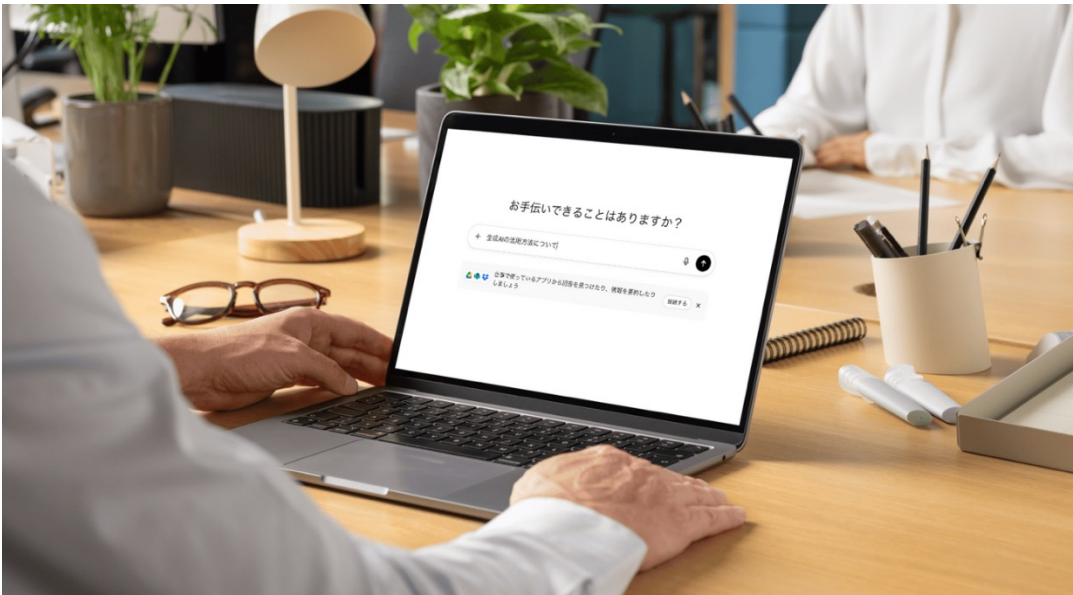 お手伝いできることはありますか？
生成AIの活用方法について
仕事で使っているアプリから回答を見つけたり、情報を要約したり
しましょう
接続する